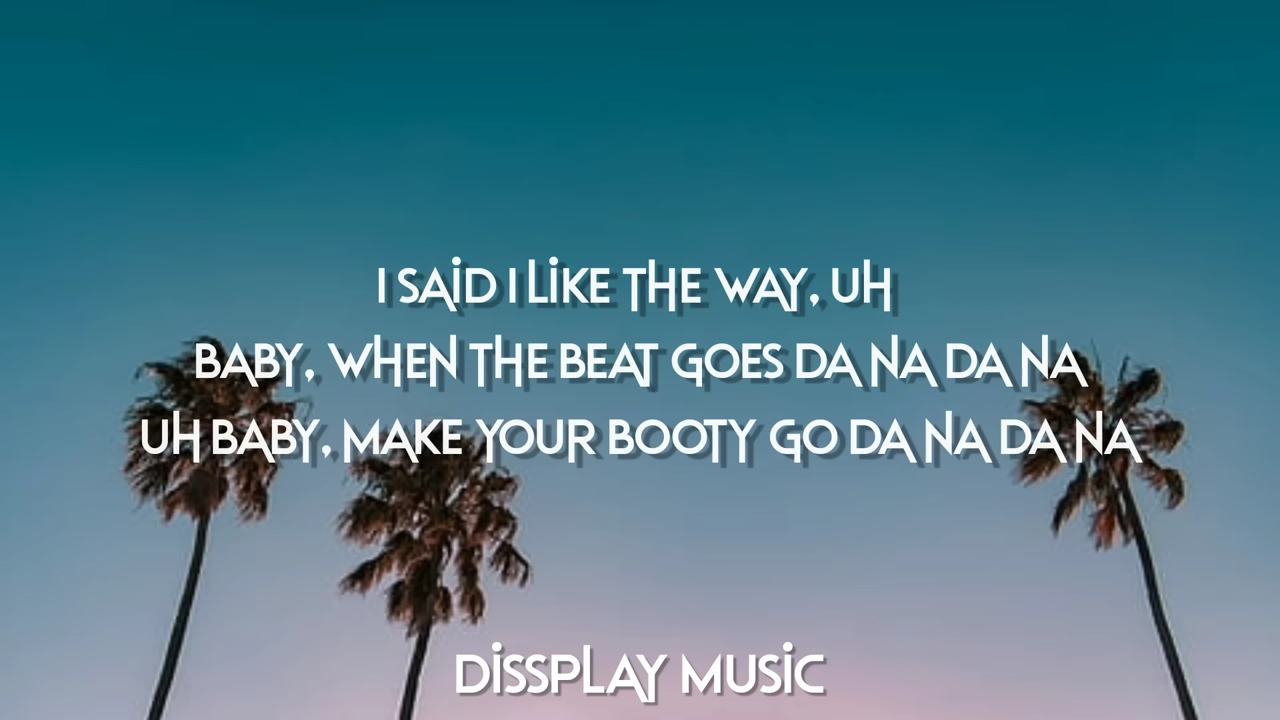 I SAiD I LiKE THE WAY, UH
BABY, WHEN THE BEAT GOES DA NA DA NA
UH BABY, MAKE YOUR BOOTY GO DA NA DA NA
DiSSPLAY MUSiC